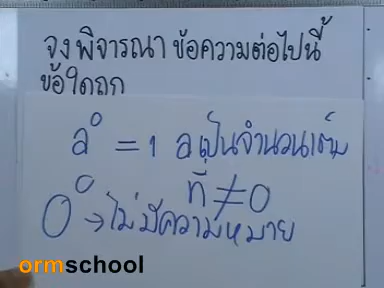 จงพิจารณา ข้อความต่อไปนี้
ข้อใดถูก
a⁰ = 1 a เป็นจำนวนเต็ม
ที่ ≠ 0
0⁰ → ไม่มีความหมาย
ormschool